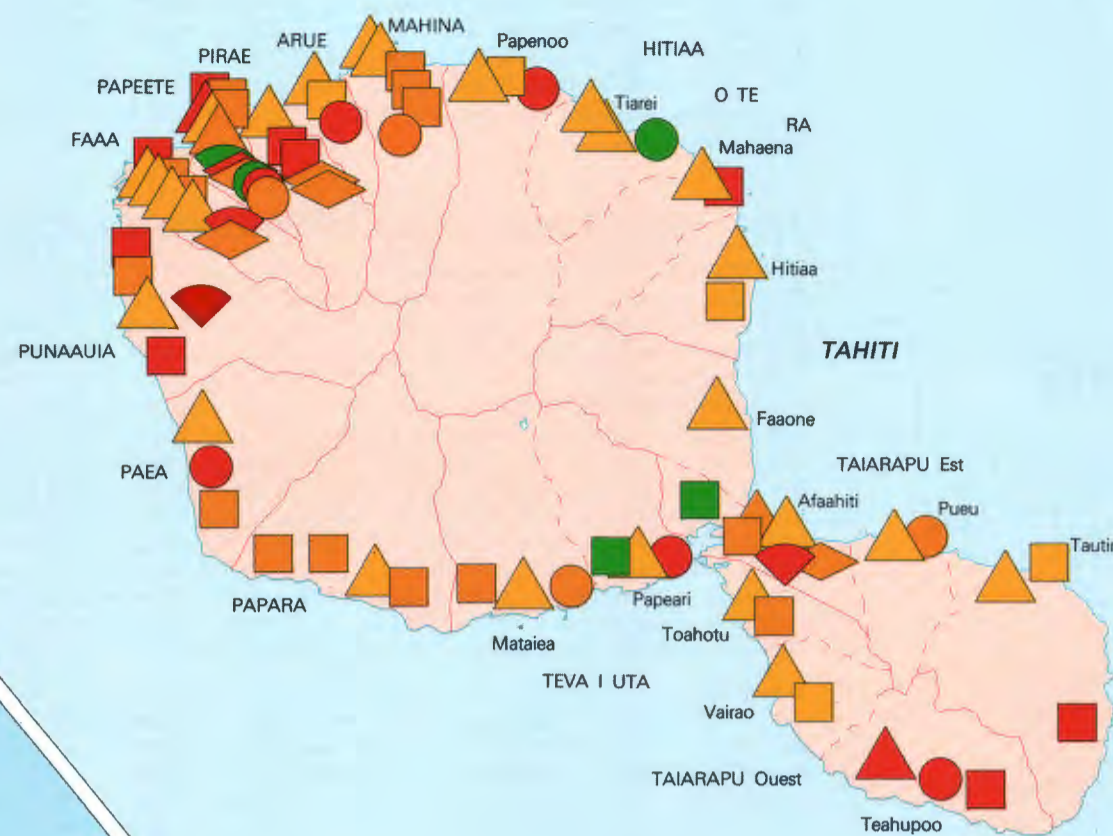 MAHINA
ARUE
Papenoo
HITIAA
PIRAE
PAPEETE
O TE
Tiarei
RA
FAAA
Mahaena
Hitiaa
PUNAAUIA
TAHITI
Faaone
PAEA
TAIARAPU Est
Afaahiti
Pueu
PAPARA
Papeari
Mataiea
Toahotu
TEVA I UTA
Vairao
TAIARAPU Ouest
Teahupoo